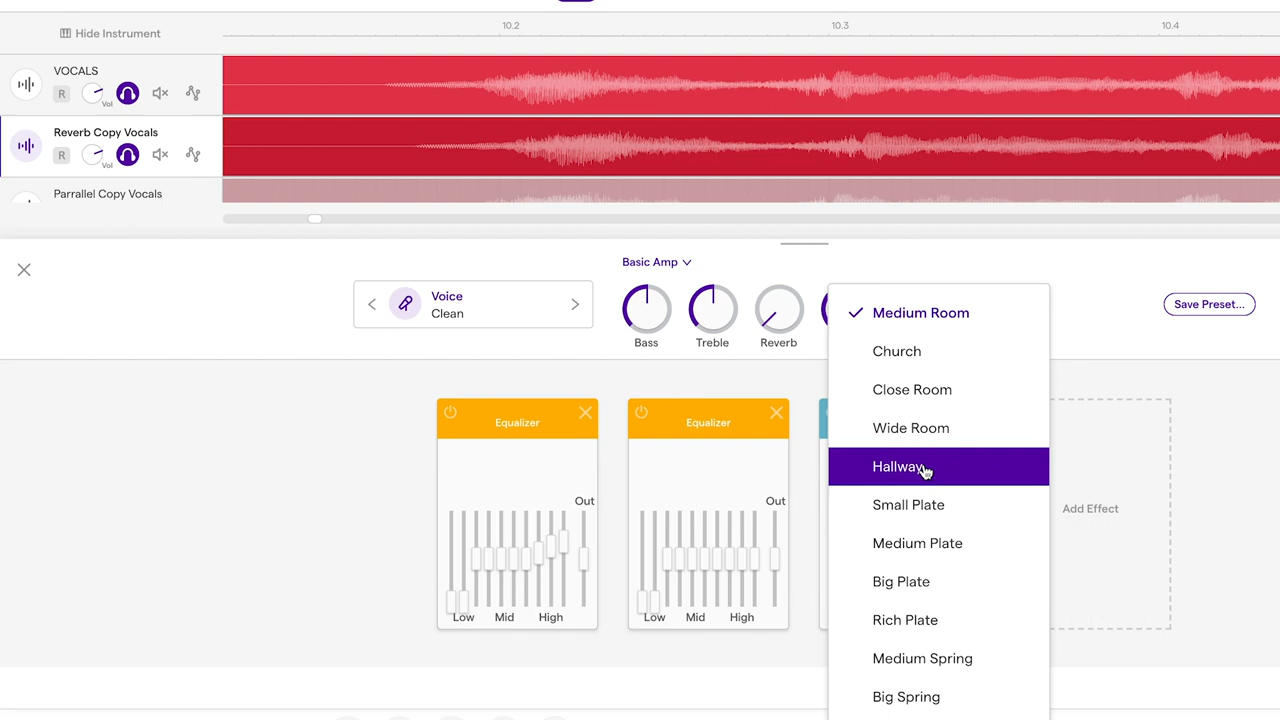 Hide Instrument
10.2
10.3
10.4
VOCALS
R
Vol
Reverb Copy Vocals
R
Vol
Parrallel Copy Vocals
Basic Amp
Voice
Clean
Bass
Treble
Reverb
Save Preset...
Medium Room
Church
Close Room
Wide Room
Hallway
Small Plate
Medium Plate
Big Plate
Rich Plate
Medium Spring
Big Spring
Equalizer
Out
Low Mid High
Equalizer
Out
Low Mid High
Add Effect